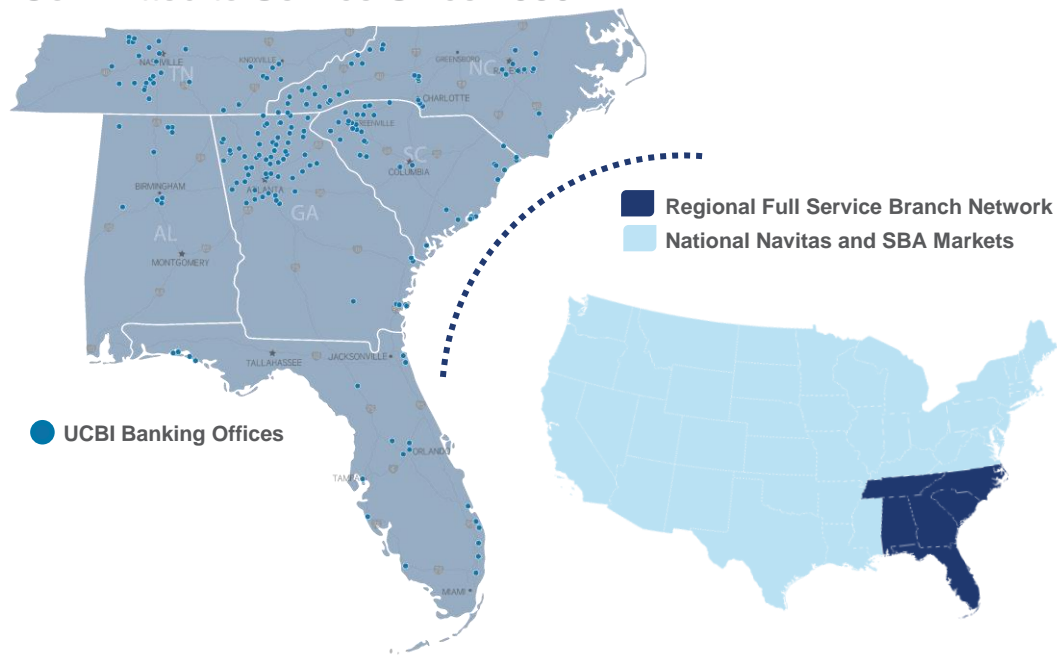 NASHVILLE
TN
KNOXVILLE
GREENSBORO
NC
CHARLOTTE
GREENVILLE
SC
COLUMBIA
ATLANTA
GA
BIRMINGHAM
AL
MONTGOMERY
TALLAHASSEE
JACKSONVILLE
ORLANDO
TAMPA
MIAMI
UCBI Banking Offices
Regional Full Service Branch Network
National Navitas and SBA Markets